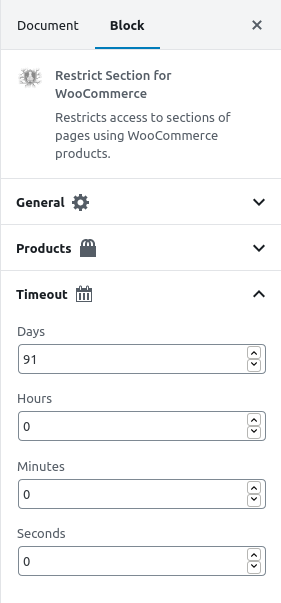 Document Block
Restrict Section for
WooCommerce
Restricts access to sections of
pages using WooCommerce
products.
General
Products
Timeout
Days
91
Hours
0
Minutes
0
Seconds
0